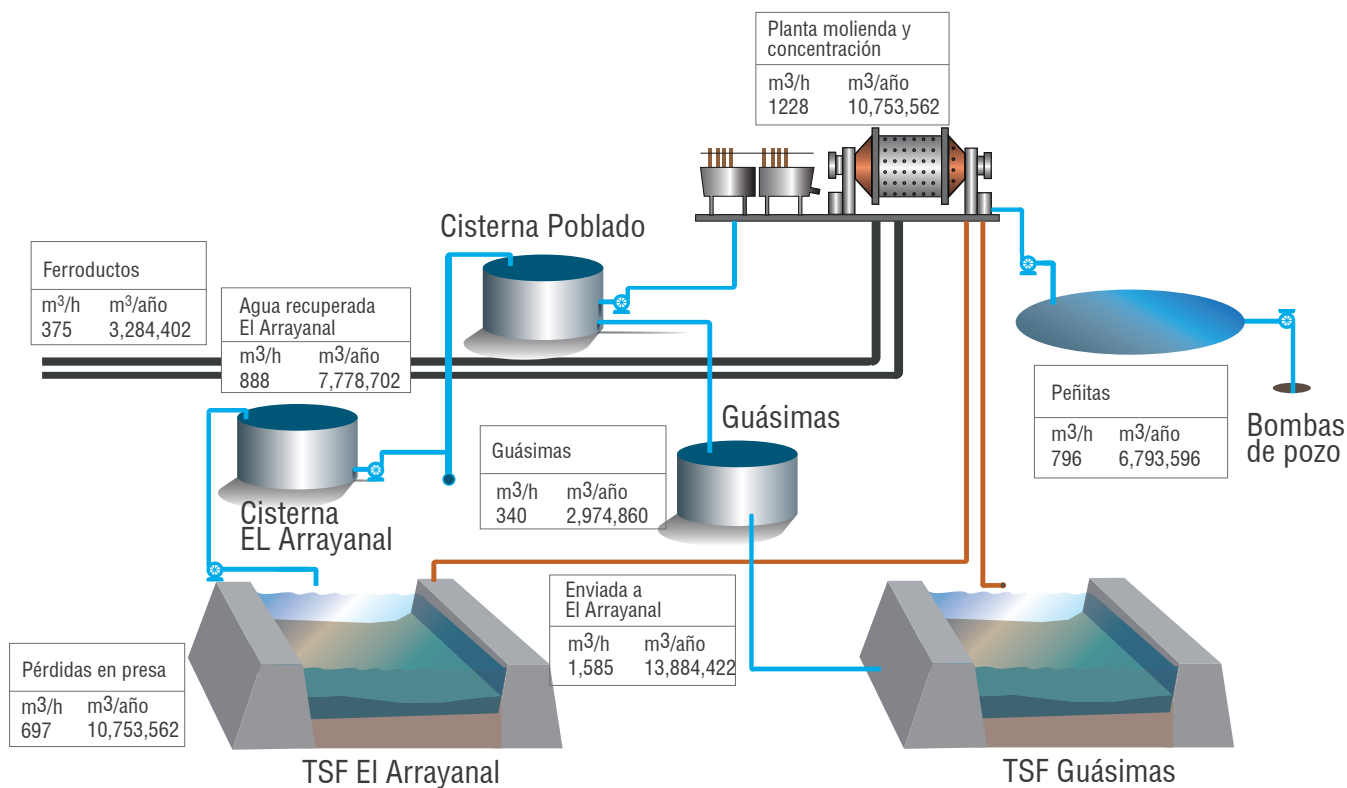 Planta molienda y
concentración
m3/h m3/año
1228 10,753,562
Cisterna Poblado
Ferroductos
m³/h m³/año
375 3,284,402
Agua recuperada
El Arrayanal
m3/h m3/año
888 7,778,702
Peñitas
m3/h m3/año
796 6,793,596
Bombas
de pozo
Guásimas
Guásimas
m3/h m3/año
340 2,974,860
Cisterna
EL Arrayanal
Enviada a
El Arrayanal
m3/h m3/año
1,585 13,884,422
Pérdidas en presa
m3/h m3/año
697 10,753,562
TSF El Arrayanal
TSF Guásimas